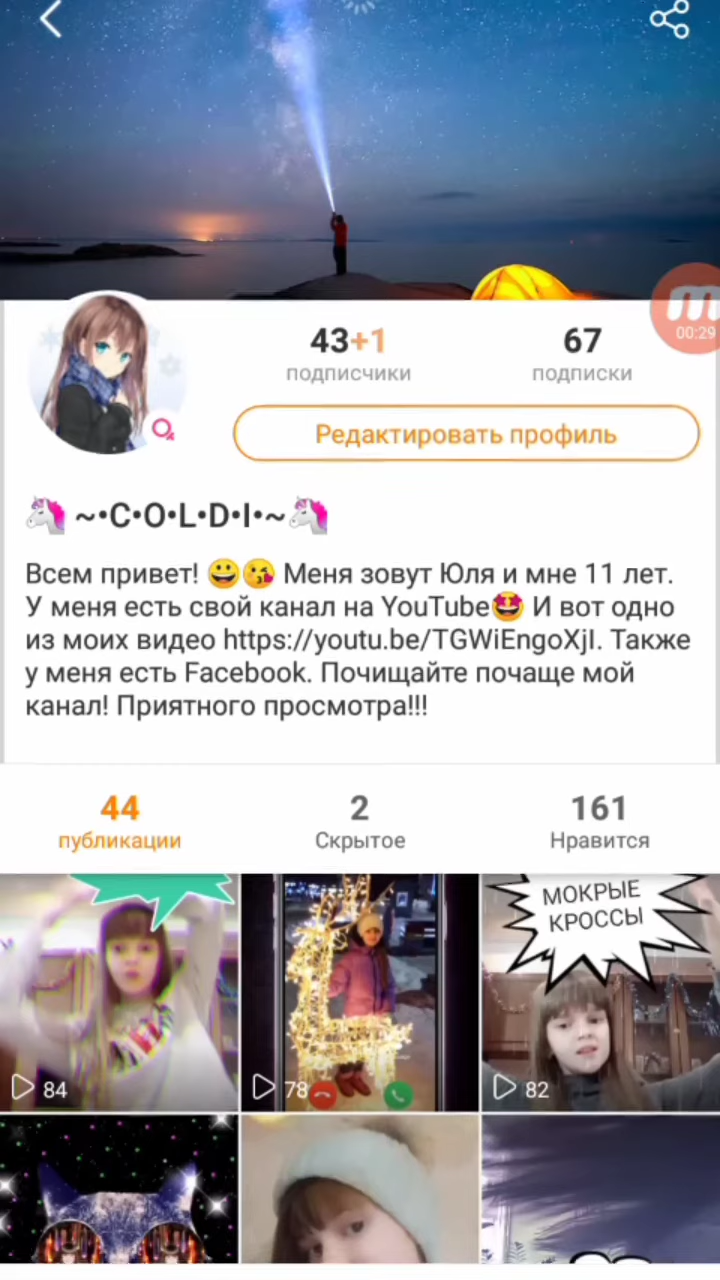 00:29
43+1
67
подписчики
подписки
Редактировать профиль
🦄~•C•O•L•D•I•~🦄
Всем привет! 😀😘 Меня зовут Юля и мне 11 лет.
У меня есть свой канал на YouTube🤩 И вот одно
из моих видео https://youtu.be/TGWiEngoXjI. Также
у меня есть Facebook. Почищайте почаще мой
канал! Приятного просмотра!!!
44
2
161
публикации
Скрытое
Нравится
МОКРЫЕ
КРОССЫ
84
78
82